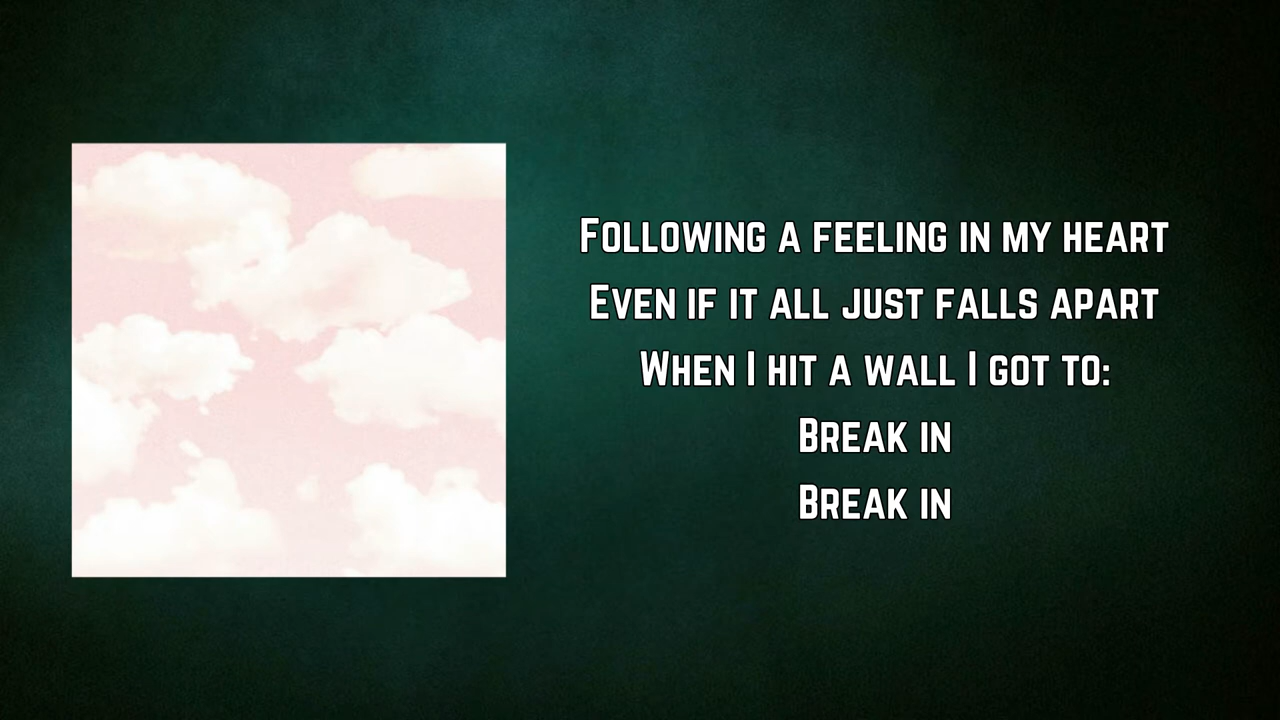 Following a feeling in my heart
Even if it all just falls apart
When I hit a wall I got to:
Break in
Break in